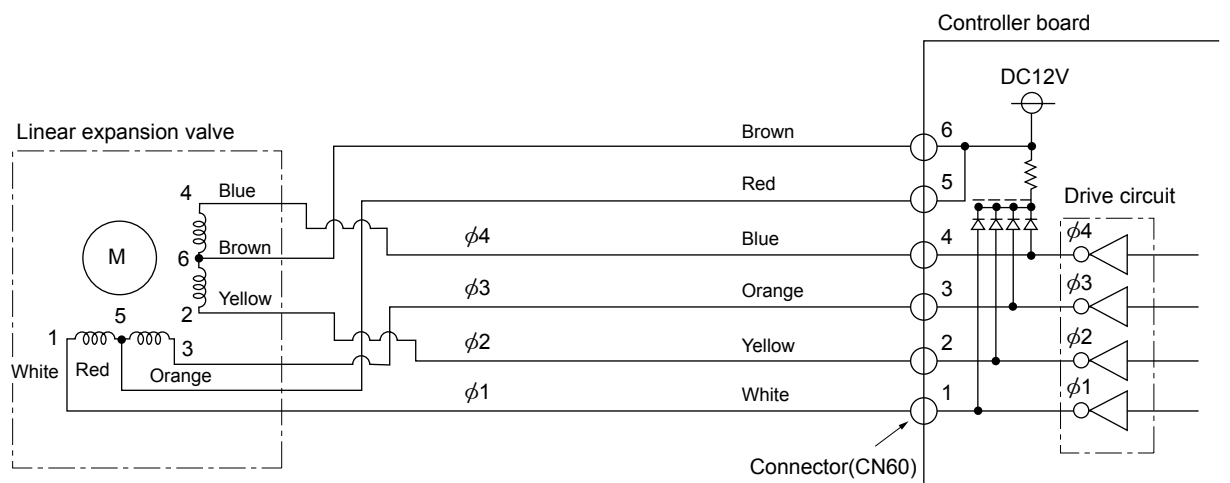 Controller board
DC12V
Linear expansion valve
Brown
6
4
Blue
Red
5
Drive circuit
M
6
Brown
ϕ4
Blue
4
ϕ4
Yellow
2
ϕ3
Orange
3
ϕ3
1
5
3
ϕ2
Yellow
2
ϕ2
White
Red
Orange
ϕ1
White
1
ϕ1
Connector(CN60)